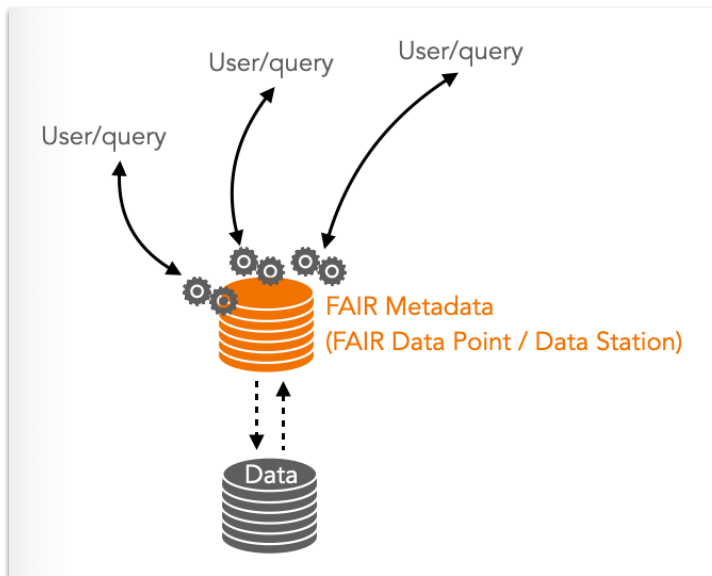 User/query
User/query
User/query
FAIR Metadata
(FAIR Data Point / Data Station)
Data